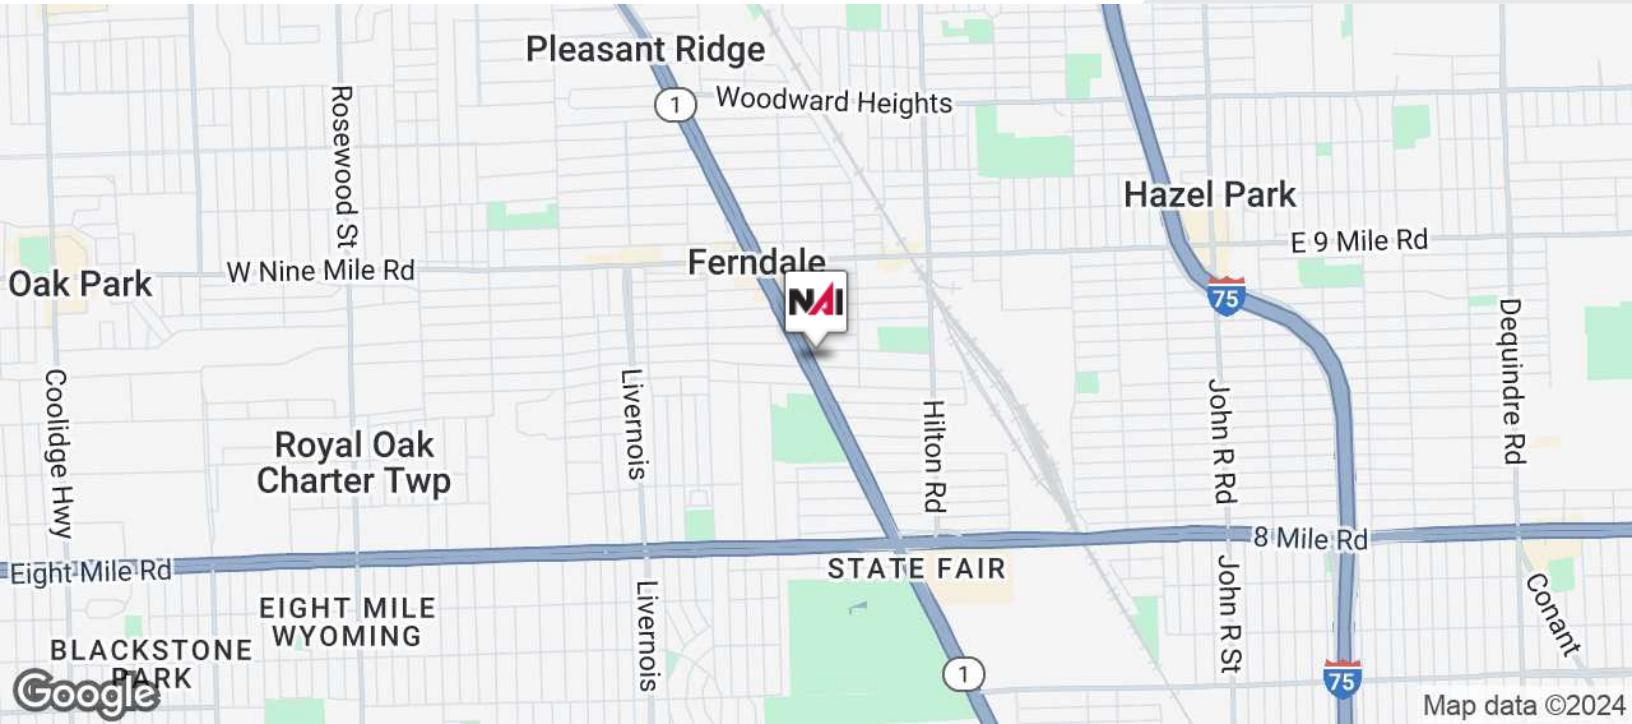 Pleasant Ridge
1
Woodward Heights
Rosewood St
Hazel Park
E 9 Mile Rd
Ferndale
W Nine Mile Rd
Oak Park
NAI
75
Dequindre Rd
Coolidge Hwy
Livernois
Hilton Rd
John R Rd
Royal Oak
Charter Twp
8 Mile Rd
Eight Mile Rd
STATE FAIR
John R St
Conant
EIGHT MILE
WYOMING
Livernois
BLACKSTONE
PARK
1
75
Google
Map data ©2024